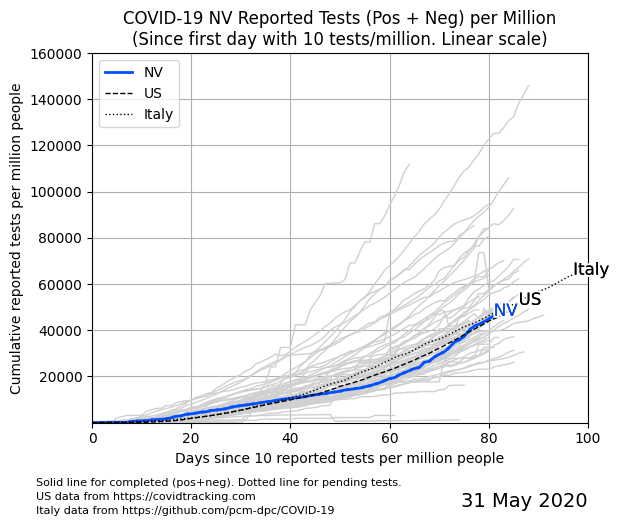 COVID-19 NV Reported Tests (Pos + Neg) per Million
(Since first day with 10 tests/million. Linear scale)
Cumulative reported tests per million people
160000
140000
120000
100000
80000
60000
40000
20000
NV
US
Italy
Italy
US
NV
0
20
40
60
80
100
Days since 10 reported tests per million people
Solid line for completed (pos+neg). Dotted line for pending tests.
US data from https://covidtracking.com
Italy data from https://github.com/pcm-dpc/COVID-19
31 May 2020